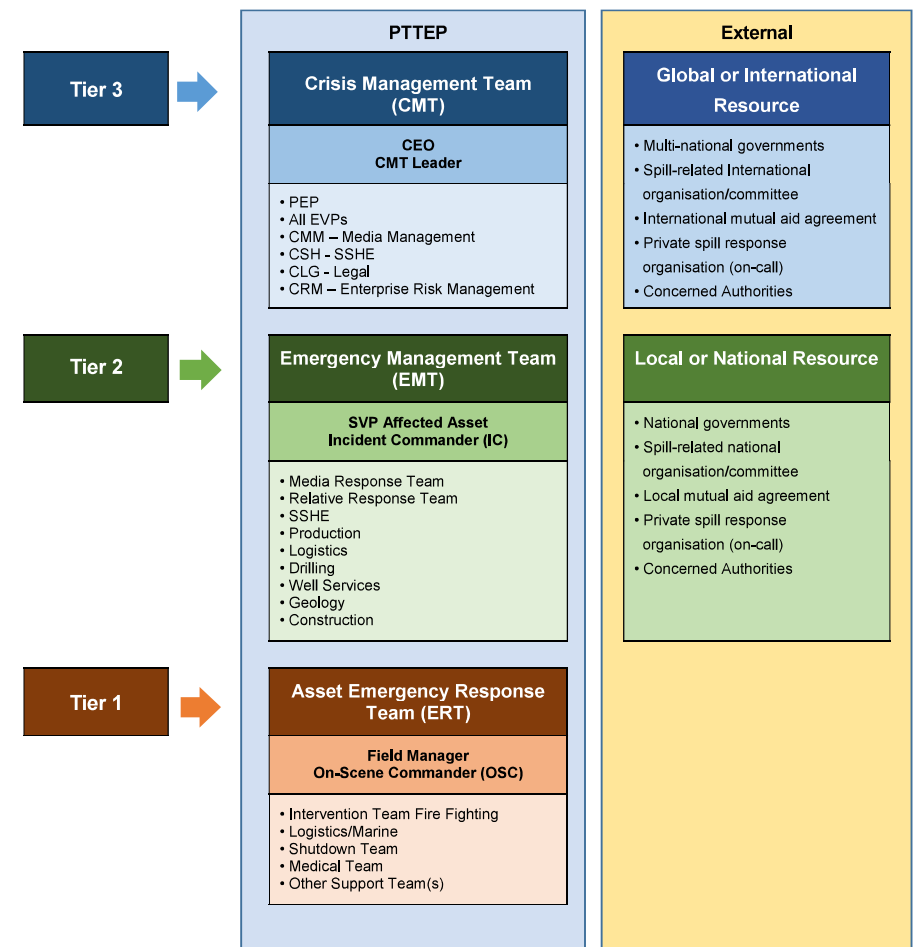 PTTEP
External
Tier 3
Crisis Management Team
(CMT)
CEO
CMT Leader
• PEP
• All EVPs
• CMM – Media Management
• CSH - SSHE
• CLG - Legal
• CRM – Enterprise Risk Management
Global or International
Resource
• Multi-national governments
• Spill-related International
organisation/committee
• International mutual aid agreement
• Private spill response
organisation (on-call)
• Concerned Authorities
Tier 2
Emergency Management Team
(EMT)
SVP Affected Asset
Incident Commander (IC)
• Media Response Team
• Relative Response Team
• SSHE
• Production
• Logistics
• Drilling
• Well Services
• Geology
• Construction
Local or National Resource
• National governments
• Spill-related national
organisation/committee
• Local mutual aid agreement
• Private spill response
organisation (on-call)
• Concerned Authorities
Tier 1
Asset Emergency Response
Team (ERT)
Field Manager
On-Scene Commander (OSC)
• Intervention Team Fire Fighting
• Logistics/Marine
• Shutdown Team
• Medical Team
• Other Support Team(s)